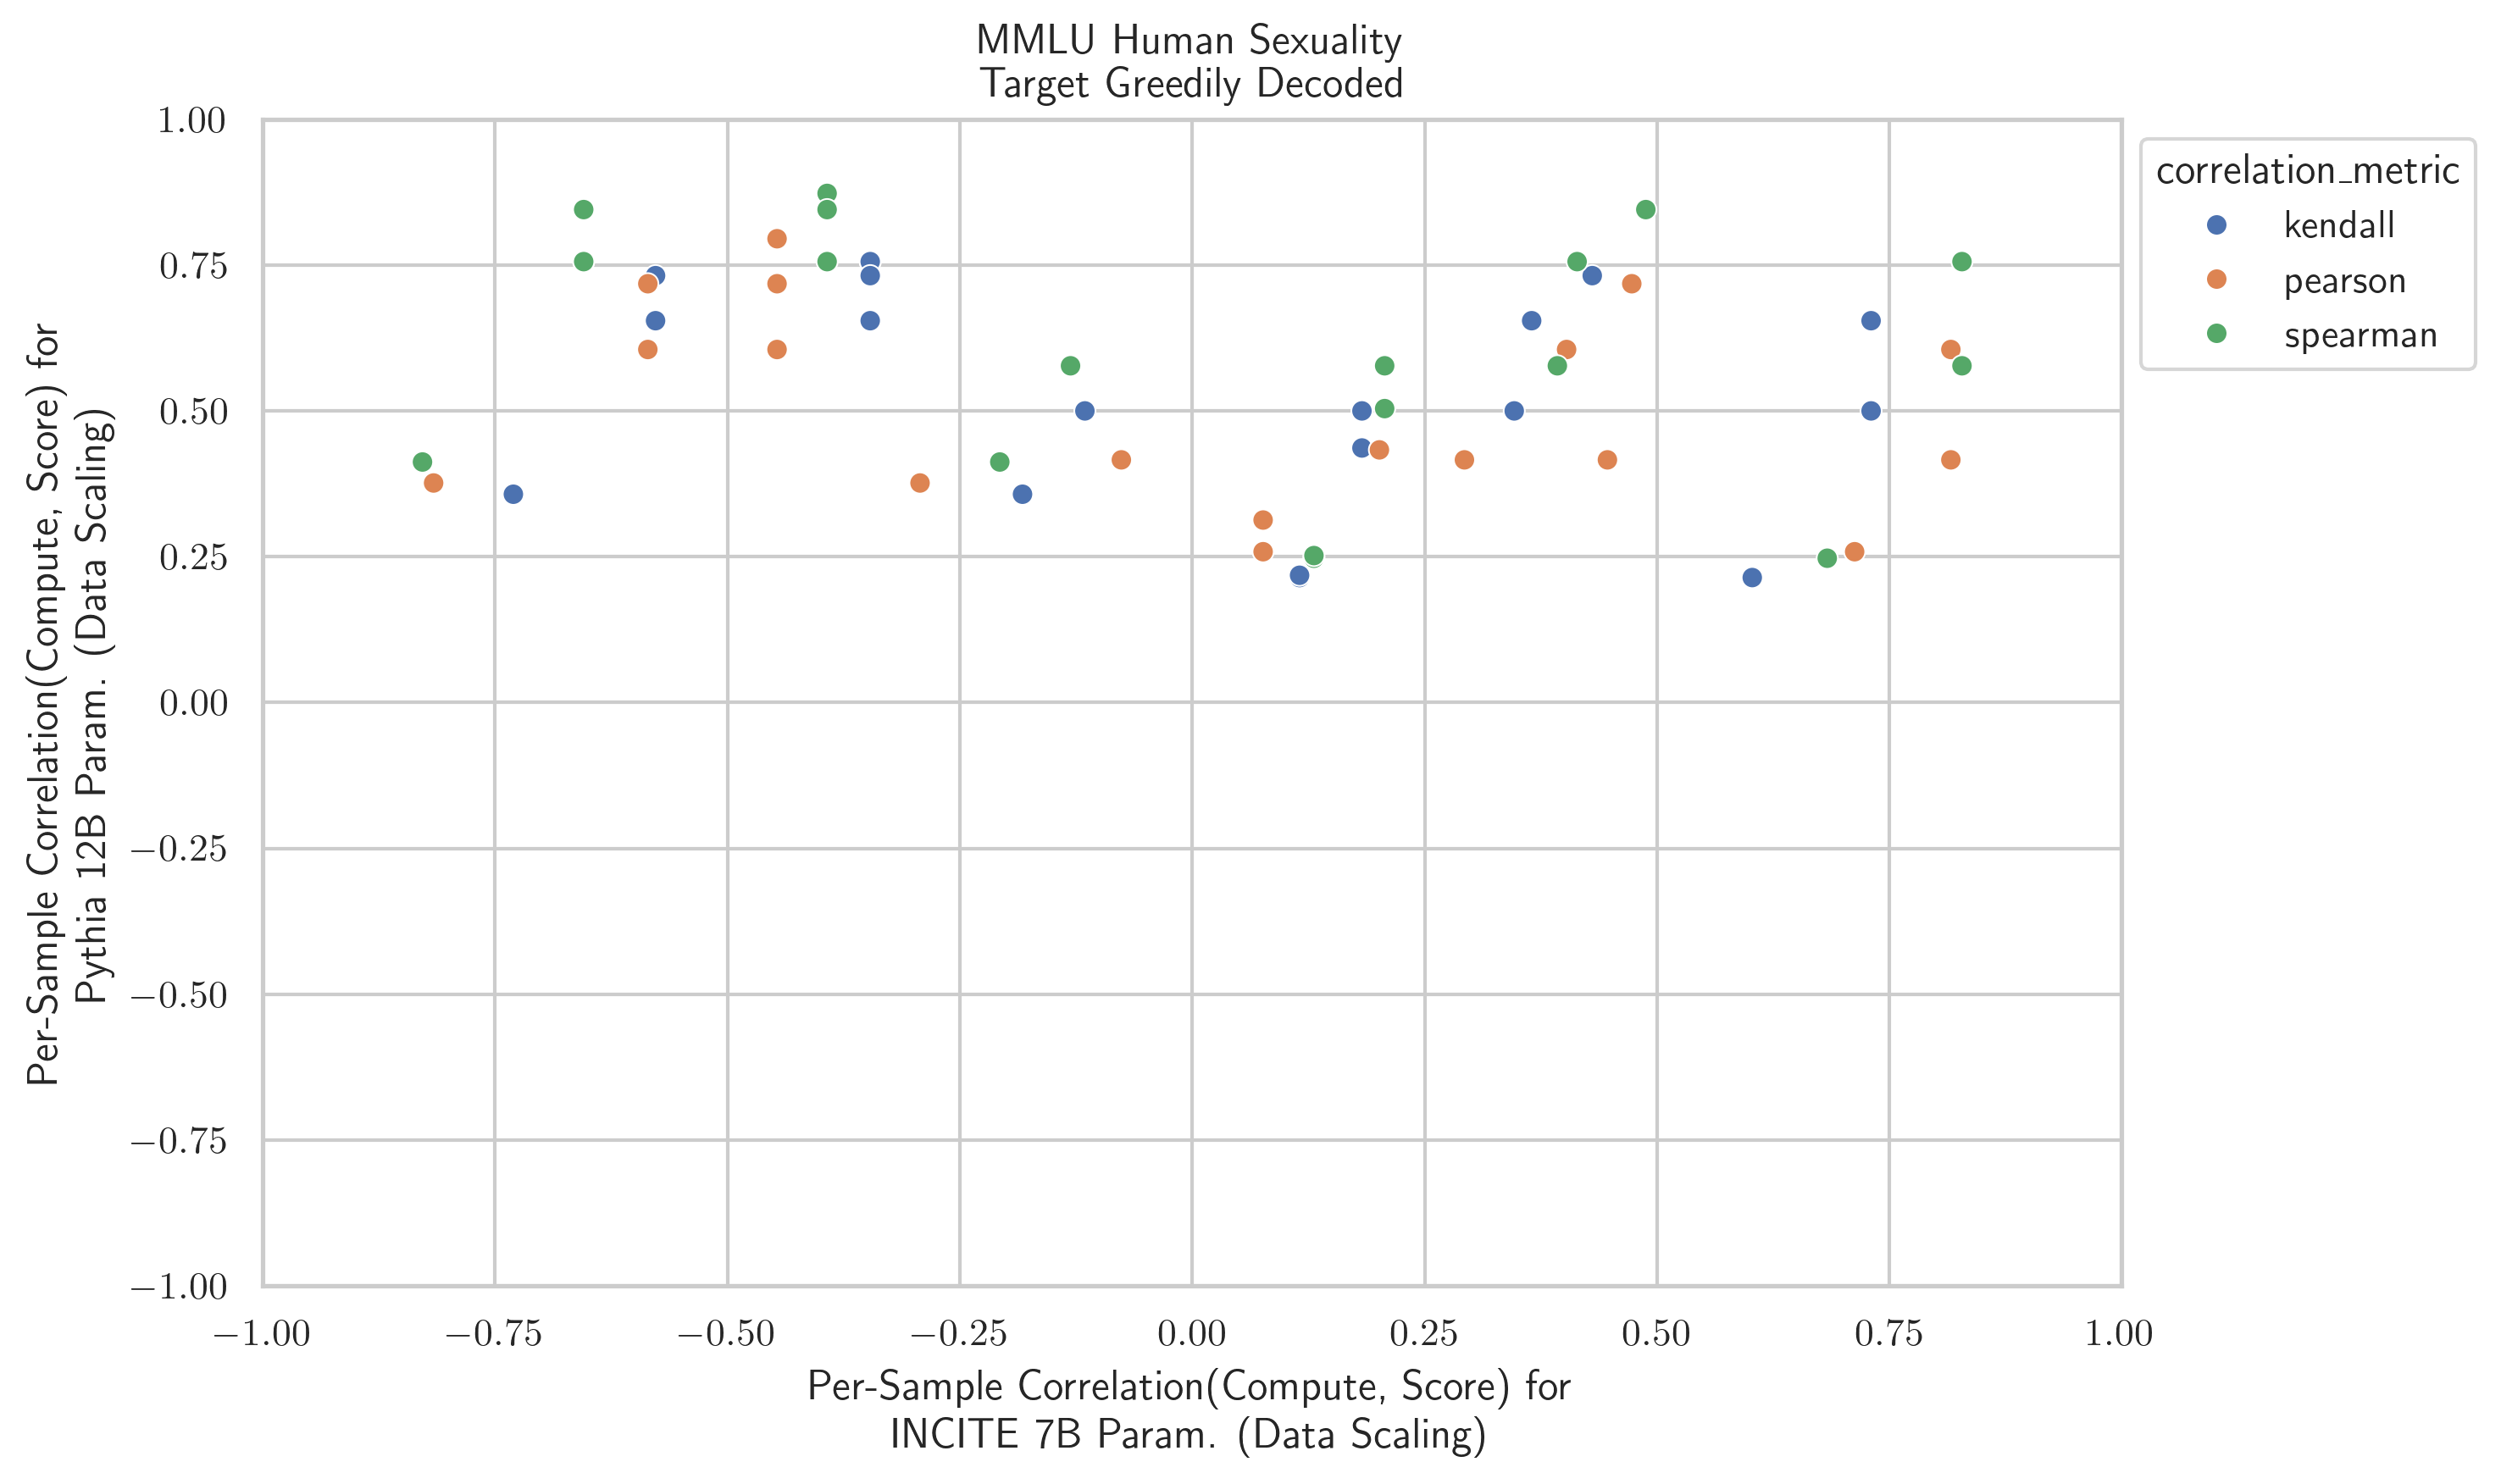 MMLU Human Sexuality
Target Greedily Decoded
1.00
0.75
0.50
0.25
0.00
−0.25
−0.50
−0.75
−1.00
Per-Sample Correlation(Compute, Score) for
Pythia 12B Param. (Data Scaling)
correlation_metric
kendall
pearson
spearman
−1.00 −0.75 −0.50 −0.25 0.00 0.25 0.50 0.75 1.00
Per-Sample Correlation(Compute, Score) for
INCITE 7B Param. (Data Scaling)